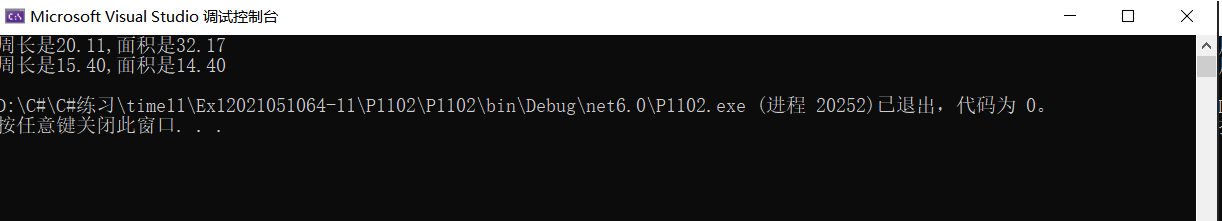 Microsoft Visual Studio 调试控制台
周长是20.11,面积是32.17
周长是15.40,面积是14.40
D:\C#\C#练习\time11\Ex12021051064-11\P1102\P1102\bin\Debug\net6.0\P1102.exe (进程 20252)已退出，代码为 0。
按任意键关闭此窗口. . .